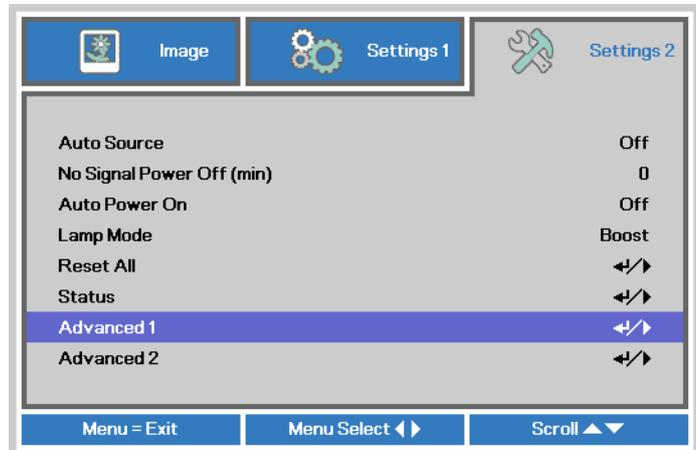 Image Settings 1 Settings 2
Auto Source Off
No Signal Power Off (min) 0
Auto Power On Off
Lamp Mode Boost
Reset All ↵/▶
Status ↵/▶
Advanced 1 ↵/▶
Advanced 2 ↵/▶
Menu = Exit Menu Select ◀▶ Scroll ▲▼